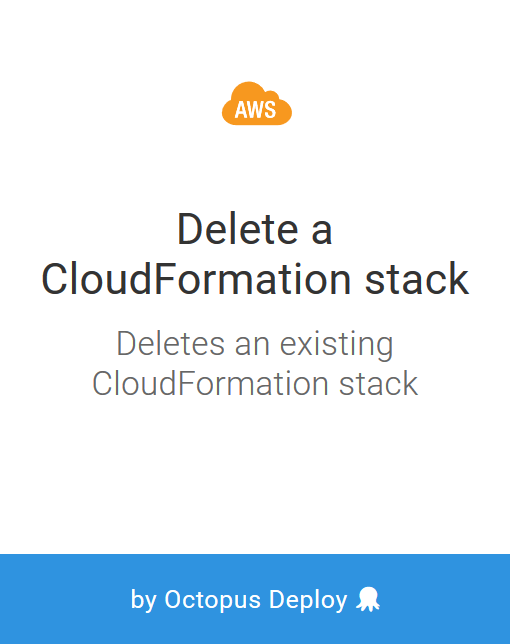 AWS
Delete a
CloudFormation stack
Deletes an existing
CloudFormation stack
by Octopus Deploy